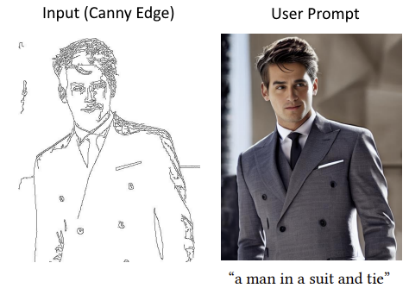 Input (Canny Edge)
User Prompt
“a man in a suit and tie”